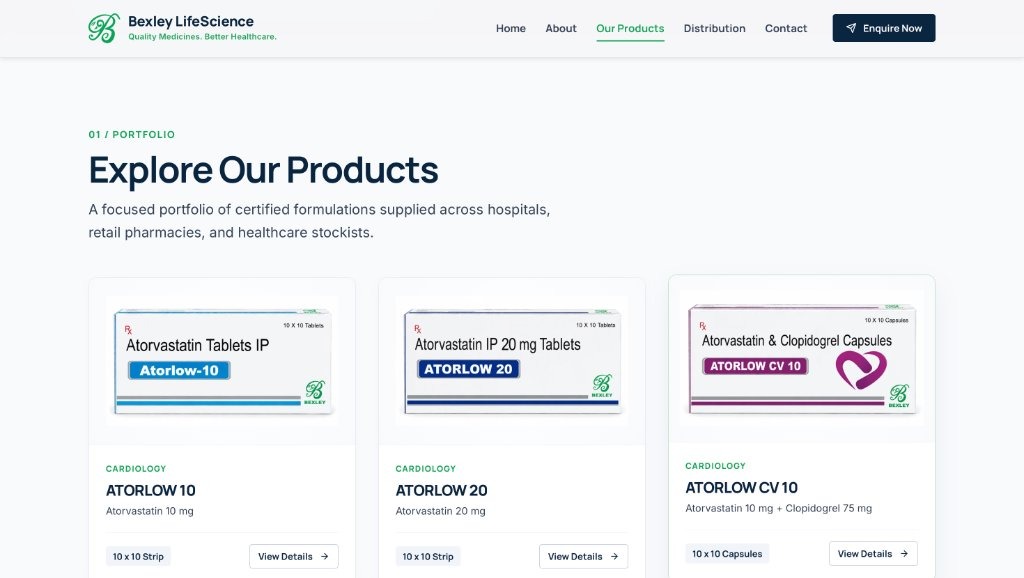 Bexley LifeScience
Quality Medicines. Better Healthcare.
Home About Our Products Distribution Contact Enquire Now
01 / PORTFOLIO
Explore Our Products
A focused portfolio of certified formulations supplied across hospitals,
retail pharmacies, and healthcare stockists.
Rx 10 X 10 Tablets
Atorvastatin Tablets IP
Atorlow-10
B
BEXLEY
CARDIOLOGY
ATORLOW 10
Atorvastatin 10 mg
10 x 10 Strip View Details →
Rx 10 X 10 Tablets
Atorvastatin IP 20 mg Tablets
ATORLOW 20
B
BEXLEY
CARDIOLOGY
ATORLOW 20
Atorvastatin 20 mg
10 x 10 Strip View Details →
Rx 10 X 10 Capsules
Atorvastatin & Clopidogrel Capsules
ATORLOW CV 10
B
BEXLEY
CARDIOLOGY
ATORLOW CV 10
Atorvastatin 10 mg + Clopidogrel 75 mg
10 x 10 Capsules View Details →